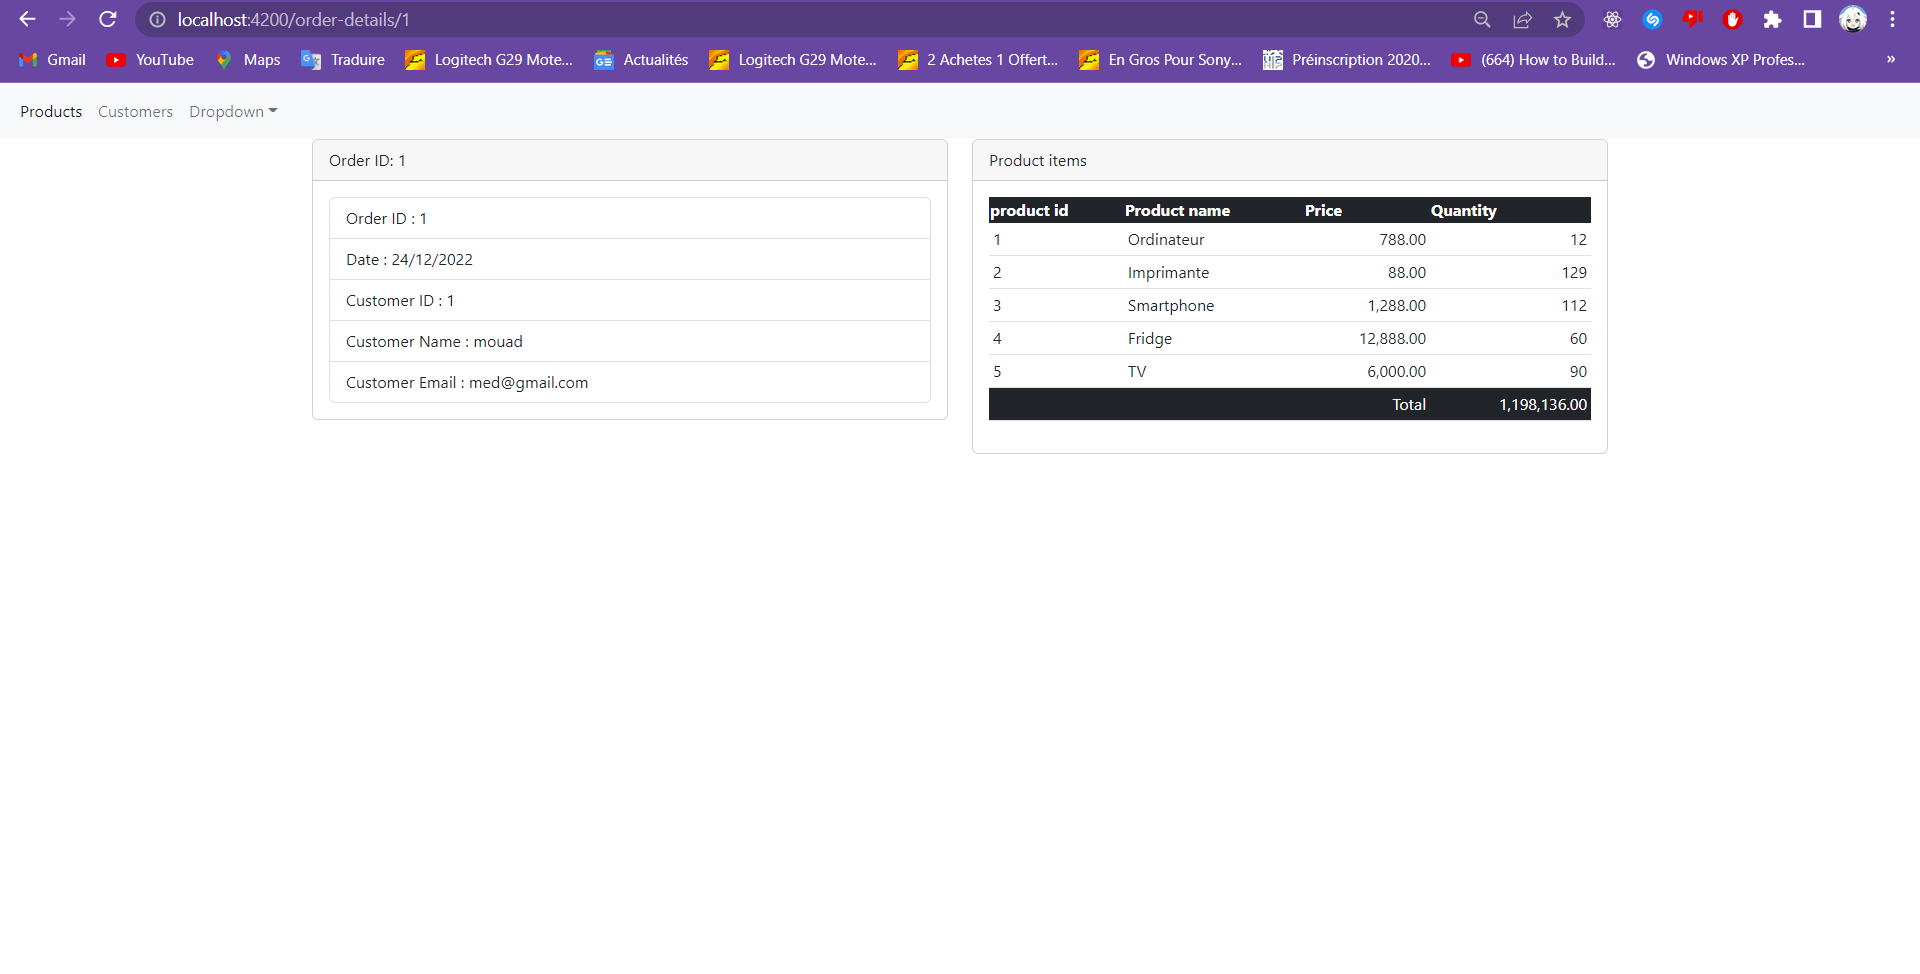 localhost:4200/order-details/1
Gmail YouTube Maps Traduire Logitech G29 Mote... Actualités Logitech G29 Mote... 2 Achetes 1 Offert... En Gros Pour Sony... Préinscription 2020... (664) How to Build... Windows XP Profes... »
Products Customers Dropdown
Order ID: 1
Order ID : 1
Date : 24/12/2022
Customer ID : 1
Customer Name : mouad
Customer Email : med@gmail.com
Product items
product id Product name Price Quantity
1 Ordinateur 788.00 12
2 Imprimante 88.00 129
3 Smartphone 1,288.00 112
4 Fridge 12,888.00 60
5 TV 6,000.00 90
Total 1,198,136.00